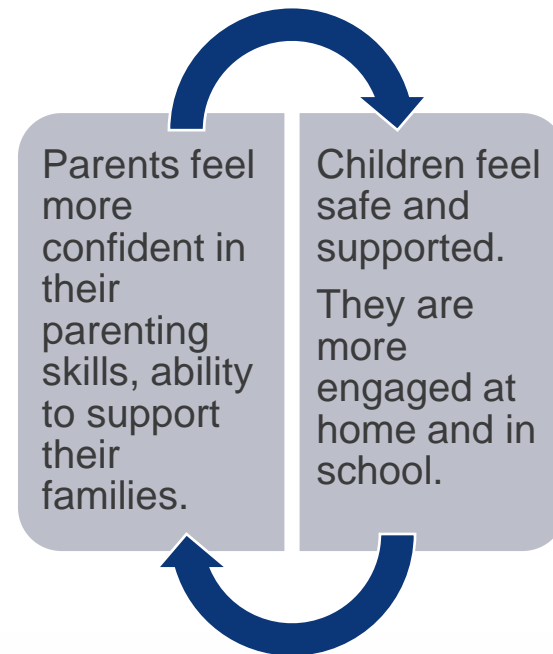 Parents feel
more
confident in
their
parenting
skills, ability
to support
their
families.
Children feel
safe and
supported.
They are
more
engaged at
home and in
school.